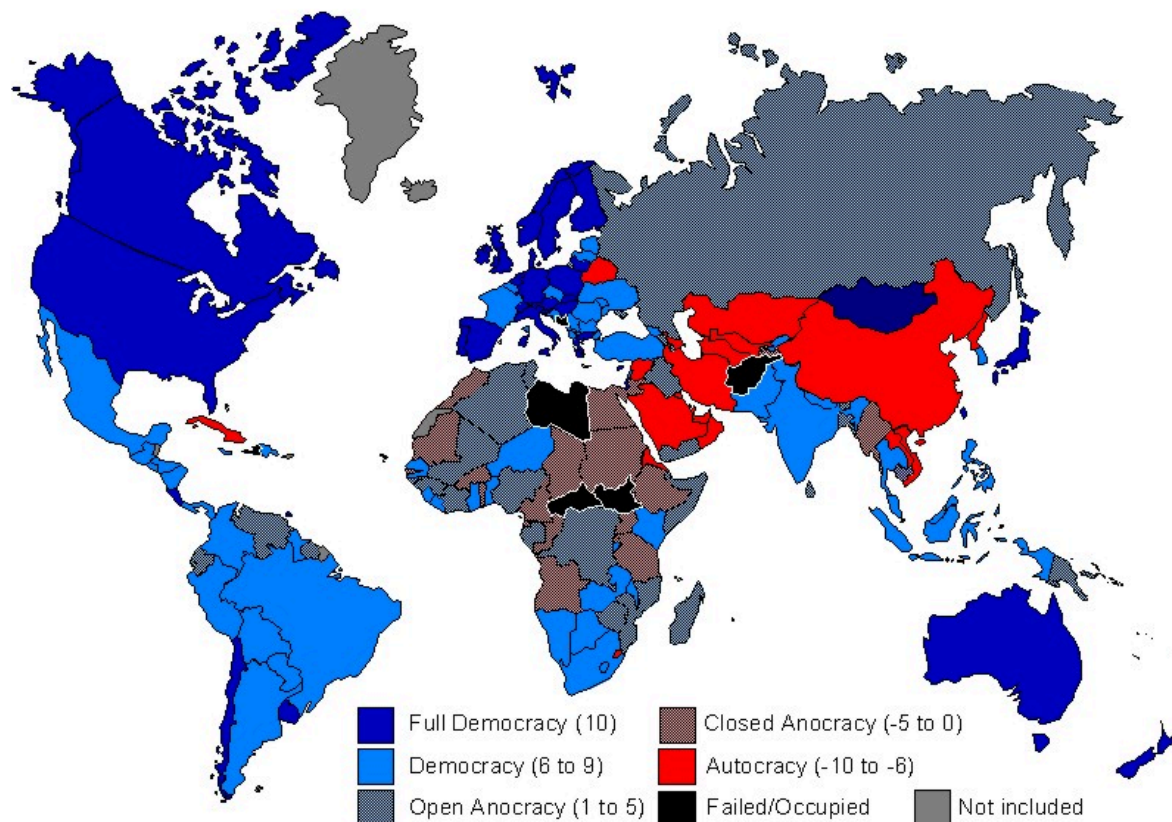 Full Democracy (10)
Closed Anocracy (-5 to 0)
Democracy (6 to 9)
Autocracy (-10 to -6)
Open Anocracy (1 to 5)
Failed/Occupied
Not included